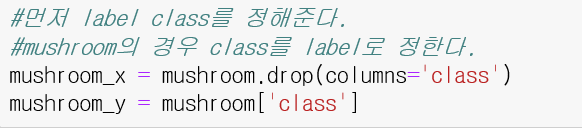 #먼저 label class를 정해준다.
#mushroom의 경우 class를 label로 정한다.
mushroom_x = mushroom.drop(columns='class')
mushroom_y = mushroom['class']